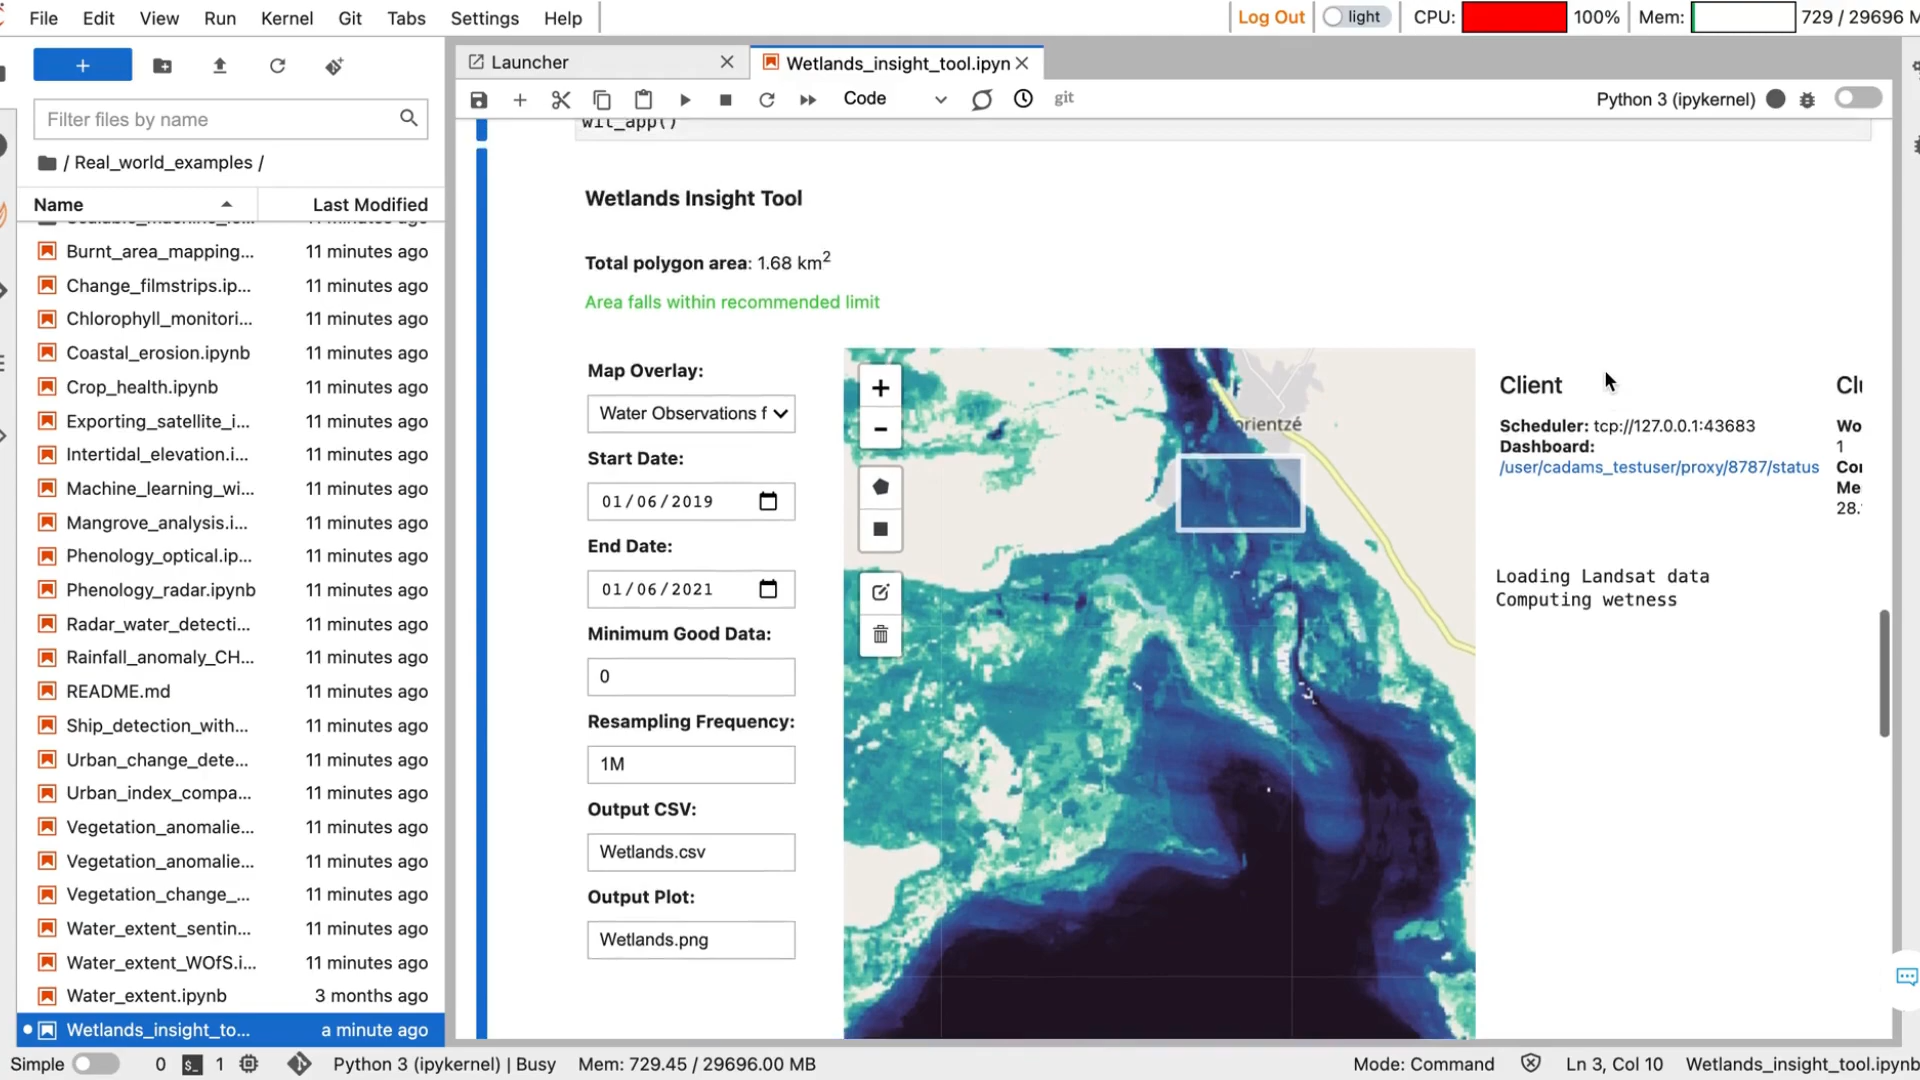 File Edit View Run Kernel Git Tabs Settings Help
Log Out light CPU: 100% Mem: 729 / 29696 M
Launcher
Wetlands_insight_tool.ipyn
Filter files by name
Code
git
Python 3 (ipykernel)
/ Real_world_examples /
Name Last Modified
Burnt_area_mapping... 11 minutes ago
Change_filmstrips.ip... 11 minutes ago
Chlorophyll_monitori... 11 minutes ago
Coastal_erosion.ipynb 11 minutes ago
Crop_health.ipynb 11 minutes ago
Exporting_satellite_i... 11 minutes ago
Intertidal_elevation.i... 11 minutes ago
Machine_learning_wi... 11 minutes ago
Mangrove_analysis.i... 11 minutes ago
Phenology_optical.ip... 11 minutes ago
Phenology_radar.ipynb 11 minutes ago
Radar_water_detecti... 11 minutes ago
Rainfall_anomaly_CH... 11 minutes ago
README.md 11 minutes ago
Ship_detection_with... 11 minutes ago
Urban_change_dete... 11 minutes ago
Urban_index_compa... 11 minutes ago
Vegetation_anomalie... 11 minutes ago
Vegetation_anomalie... 11 minutes ago
Vegetation_change_... 11 minutes ago
Water_extent_sentin... 11 minutes ago
Water_extent_WOfS.i... 11 minutes ago
Water_extent.ipynb 3 months ago
Wetlands_insight_to... a minute ago
wit_app()
Wetlands Insight Tool
Total polygon area: 1.68 km2
Area falls within recommended limit
Map Overlay:
Water Observations f
Start Date:
01/06/2019
End Date:
01/06/2021
Minimum Good Data:
0
Resampling Frequency:
1M
Output CSV:
Wetlands.csv
Output Plot:
Wetlands.png
+
−
orientzé
Client
Scheduler: tcp://127.0.0.1:43683
Dashboard:
/user/cadams_testuser/proxy/8787/status
Clu
Wo
1
Cor
Me
28.
Loading Landsat data
Computing wetness
Simple 0 1 Python 3 (ipykernel) | Busy Mem: 729.45 / 29696.00 MB Mode: Command Ln 3, Col 10 Wetlands_insight_tool.ipynb